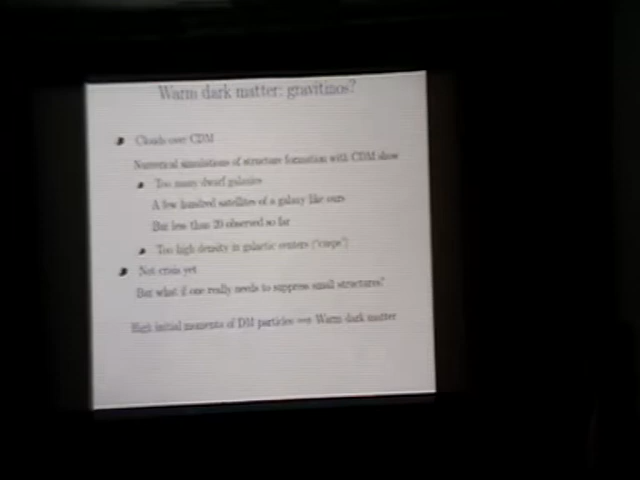 Warm dark matter: gravitinos?
Clouds over CDM
Numerical simulations of structure formation with CDM show
Too many dwarf galaxies
A few hundred satellites of a galaxy like ours
But less than 20 observed so far
Too high density in galactic centers ("cusps")
Not crisis yet
But what if one really needs to suppress small structures?
High initial momenta of DM particles ⟹ Warm dark matter